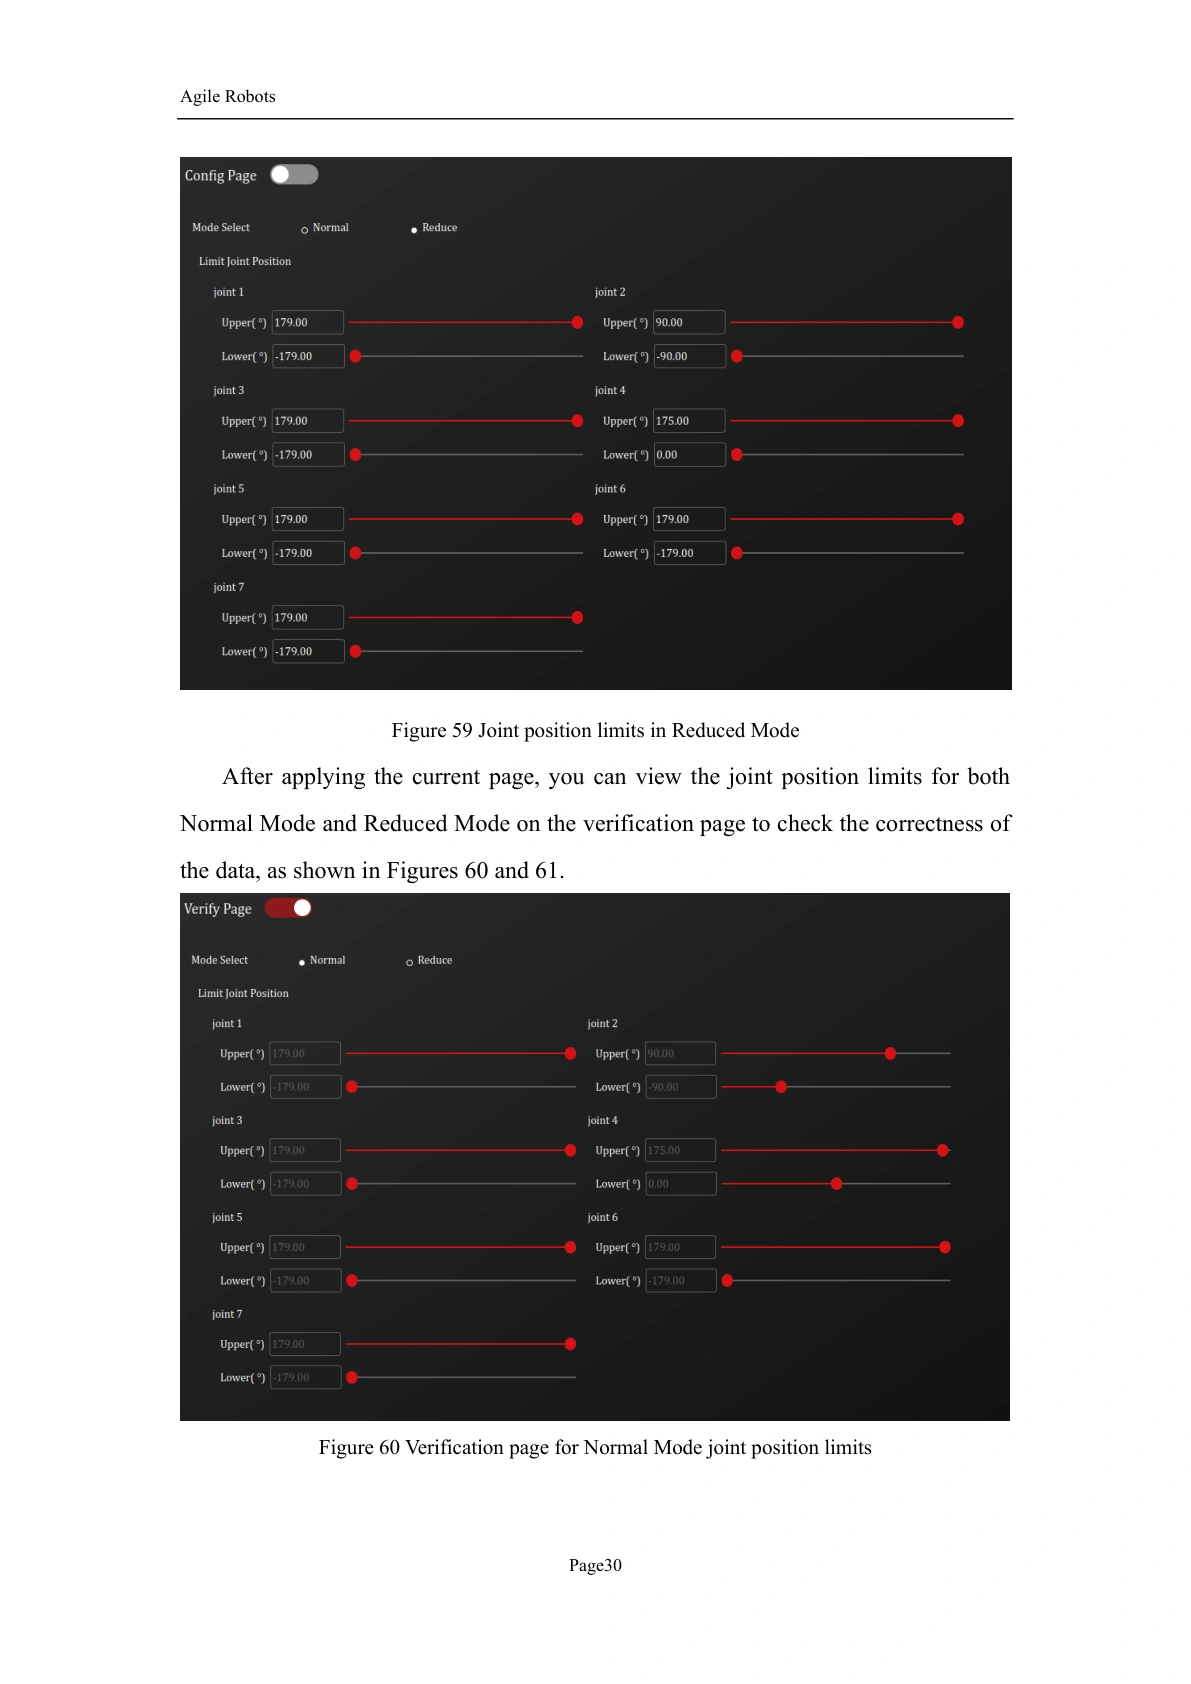 Agile Robots
Config Page
Mode Select Normal Reduce
Limit Joint Position
joint 1 joint 2
Upper( °) 179.00 Upper( °) 90.00
Lower( °) -179.00 Lower( °) -90.00
joint 3 joint 4
Upper( °) 179.00 Upper( °) 175.00
Lower( °) -179.00 Lower( °) 0.00
joint 5 joint 6
Upper( °) 179.00 Upper( °) 179.00
Lower( °) -179.00 Lower( °) -179.00
joint 7
Upper( °) 179.00
Lower( °) -179.00
Figure 59 Joint position limits in Reduced Mode
After applying the current page, you can view the joint position limits for both
Normal Mode and Reduced Mode on the verification page to check the correctness of
the data, as shown in Figures 60 and 61.
Verify Page
Mode Select Normal Reduce
Limit Joint Position
joint 1 joint 2
Upper( °) 179.00 Upper( °) 90.00
Lower( °) -179.00 Lower( °) -90.00
joint 3 joint 4
Upper( °) 179.00 Upper( °) 175.00
Lower( °) -179.00 Lower( °) 0.00
joint 5 joint 6
Upper( °) 179.00 Upper( °) 179.00
Lower( °) -179.00 Lower( °) -179.00
joint 7
Upper( °) 179.00
Lower( °) -179.00
Figure 60 Verification page for Normal Mode joint position limits
Page30